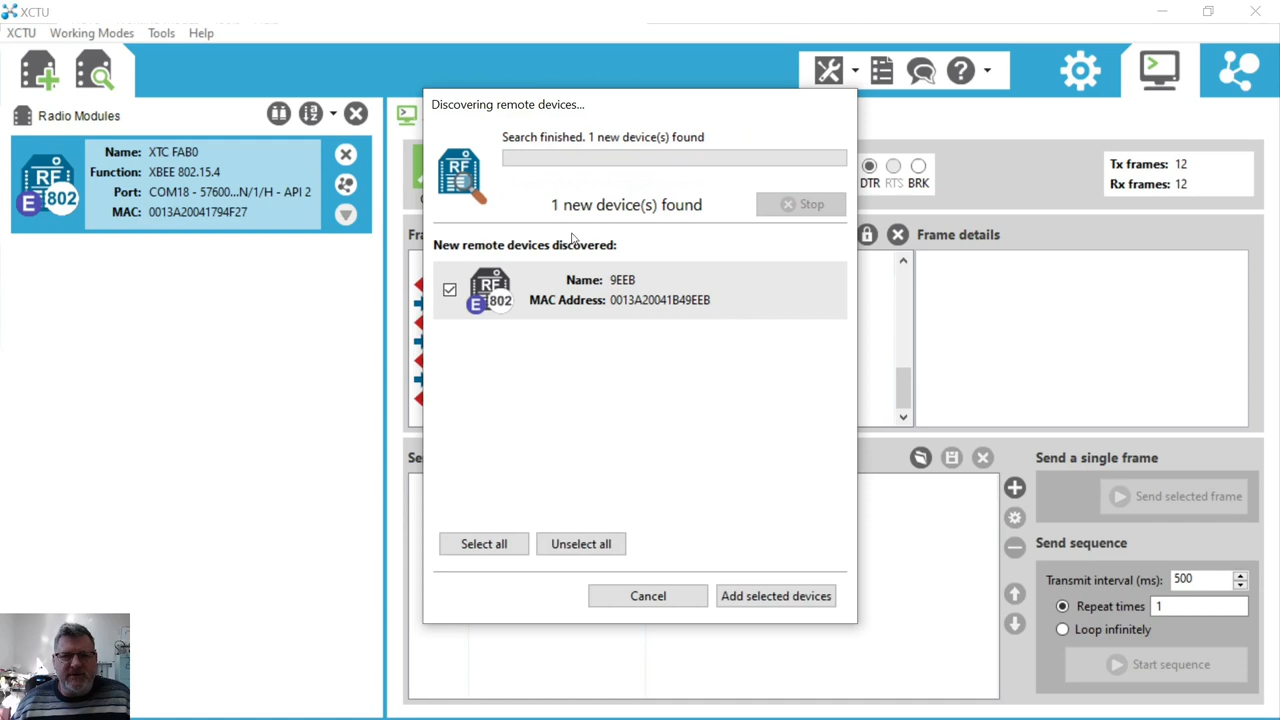 XCTU
XCTU Working Modes Tools Help
Radio Modules
Name: XTC FAB0
Function: XBEE 802.15.4
Port: COM18 - 57600...N/1/H - API 2
MAC: 0013A20041794F27
E 802
Discovering remote devices...
Search finished. 1 new device(s) found
RF
1 new device(s) found
Stop
New remote devices discovered:
RF
E 802
Name: 9EEB
MAC Address: 0013A20041B49EEB
Select all
Unselect all
Cancel
Add selected devices
DTR RTS BRK
Tx frames: 12
Rx frames: 12
Fra
Frame details
Se
Send a single frame
Send selected frame
Send sequence
Transmit interval (ms): 500
Repeat times 1
Loop infinitely
Start sequence